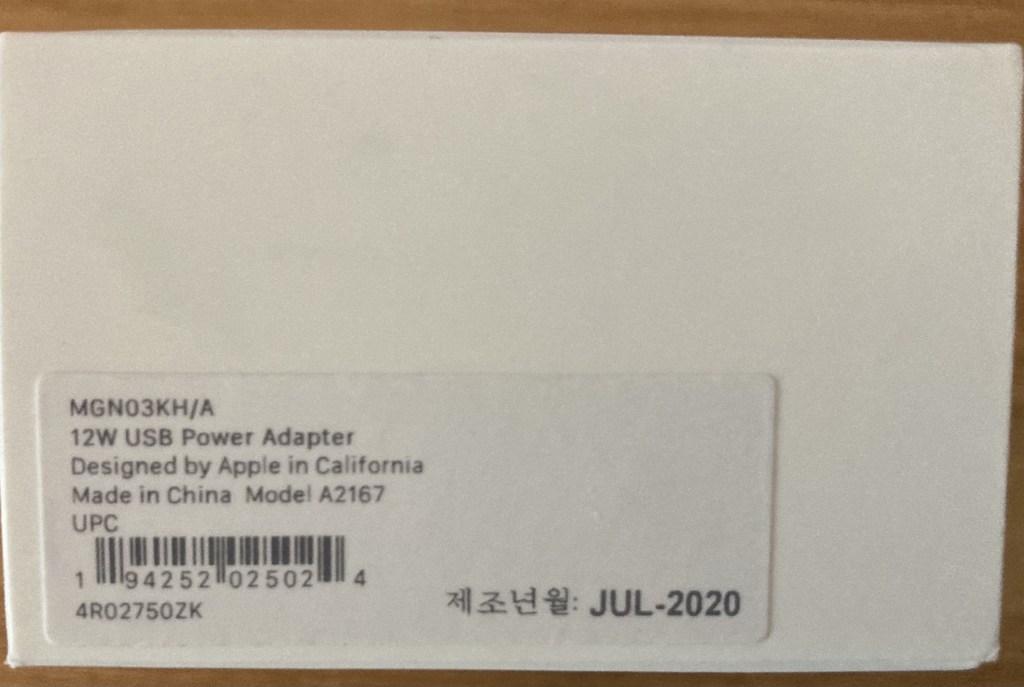 MGN03KH/A
12W USB Power Adapter
Designed by Apple in California
Made in China Model A2167
UPC
1 94252 02502 4
4R02750ZK
제조년월: JUL-2020